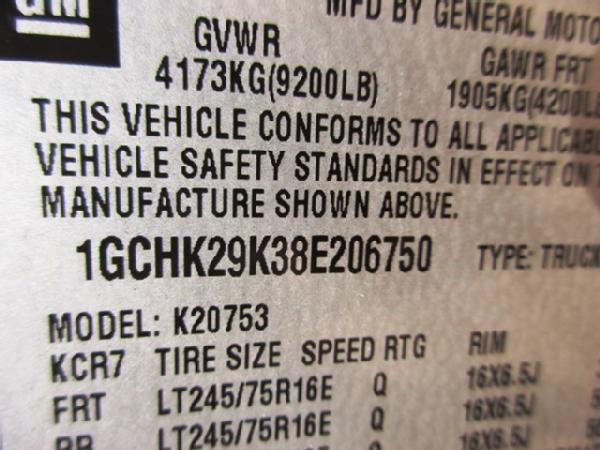 GM
MFD BY GENERAL MOTO
GVWR GAWR FRT
4173KG(9200LB) 1905KG(4200LB
THIS VEHICLE CONFORMS TO ALL APPLICAB
VEHICLE SAFETY STANDARDS IN EFFECT ON T
MANUFACTURE SHOWN ABOVE.
1GCHK29K38E206750 TYPE: TRUCK
MODEL: K20753
KCR7 TIRE SIZE SPEED RTG RIM
FRT LT245/75R16E Q 16X6.5J
RR LT245/75R16E Q 16X6.5J